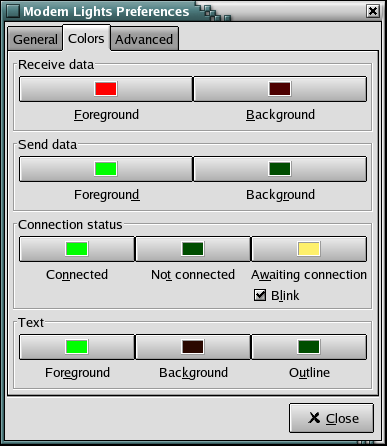 Modem Lights Preferences
General Colors Advanced
Receive data
Foreground Background
Send data
Foreground Background
Connection status
Connected Not connected Awaiting connection
Blink
Text
Foreground Background Outline
Close